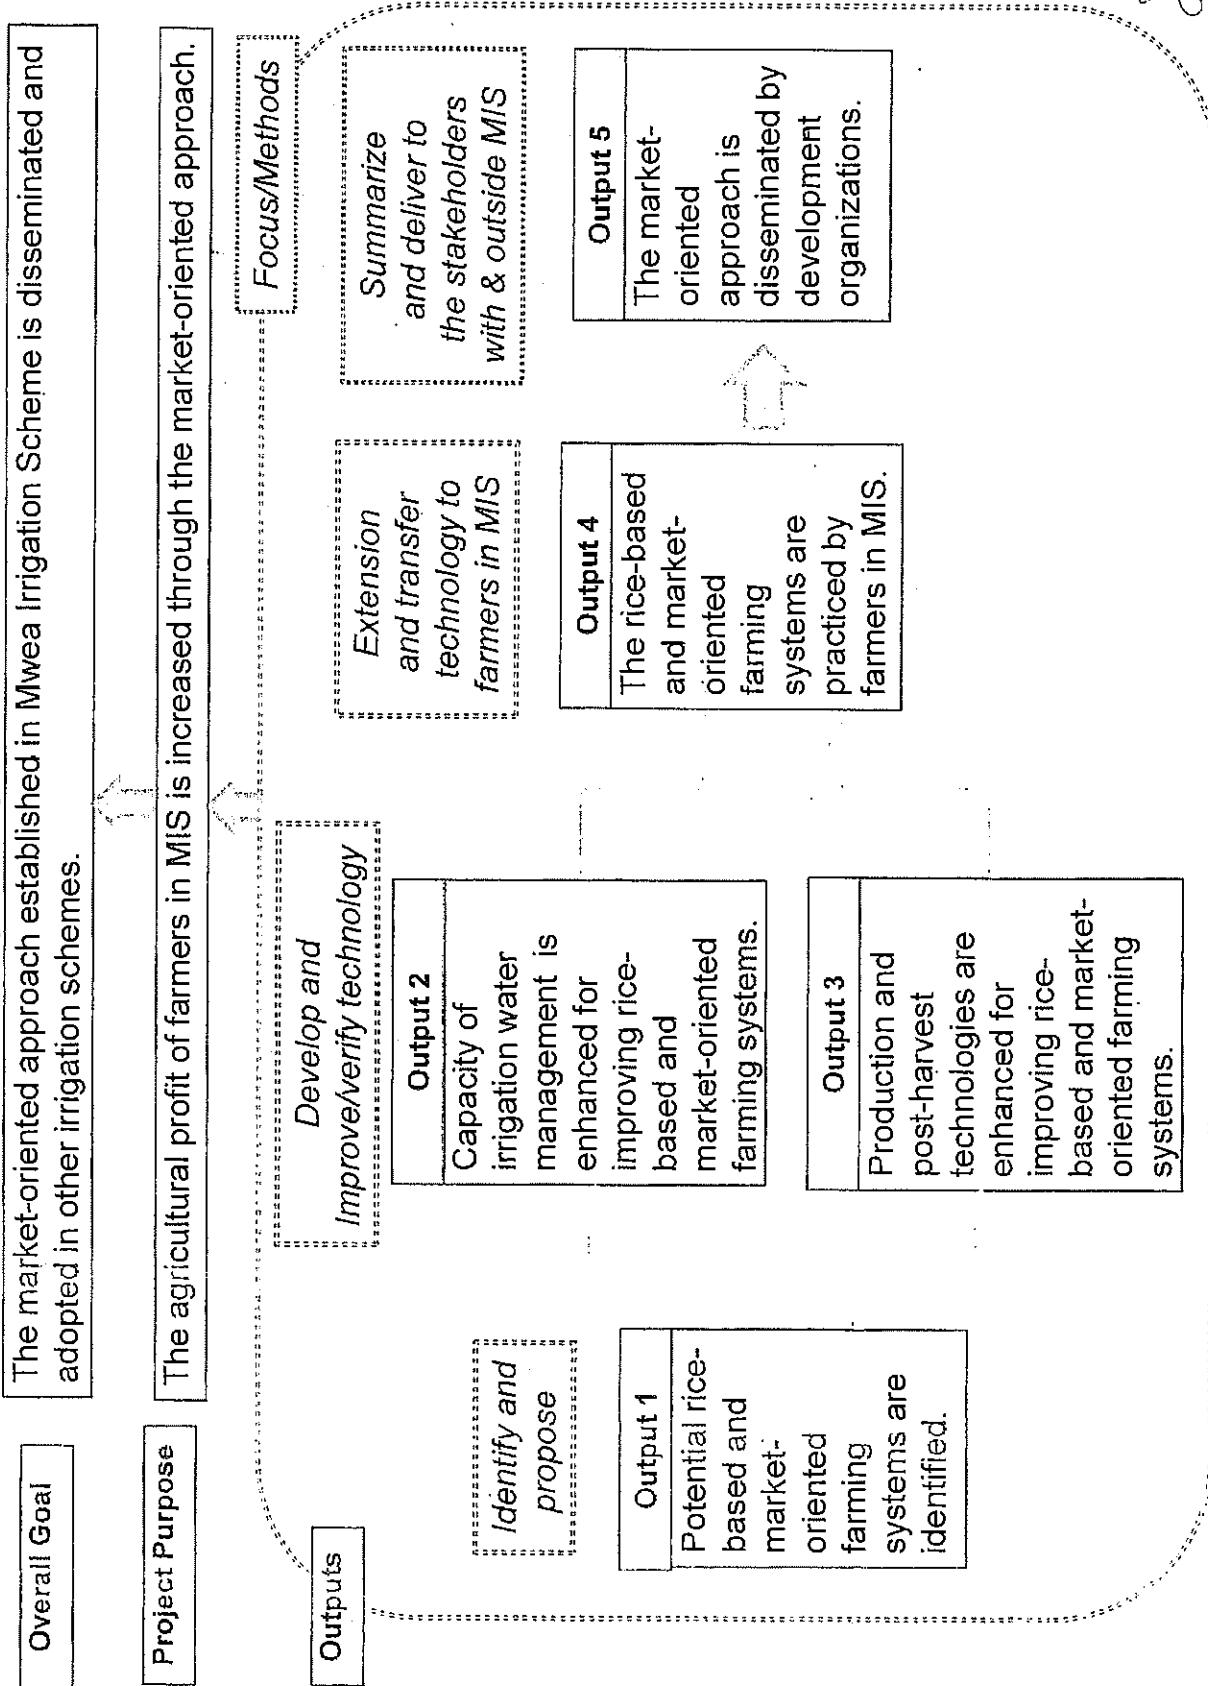 Overall Goal
The market-oriented approach established in Mwea Irrigation Scheme is disseminated and
adopted in other irrigation schemes.
Project Purpose
The agricultural profit of farmers in MIS is increased through the market-oriented approach.
Outputs
Focus/Methods
Identify and
propose
Output 1
Potential rice-
based and
market-
oriented
farming
systems are
identified.
Develop and
Improve/verify technology
Output 2
Capacity of
irrigation water
management is
enhanced for
improving rice-
based and
market-oriented
farming systems.
Output 3
Production and
post-harvest
technologies are
enhanced for
improving rice-
based and market-
oriented farming
systems.
Extension
and transfer
technology to
farmers in MIS
Output 4
The rice-based
and market-
oriented
farming
systems are
practiced by
farmers in MIS.
Summarize
and deliver to
the stakeholders
with & outside MIS
Output 5
The market-
oriented
approach is
disseminated by
development
organizations.